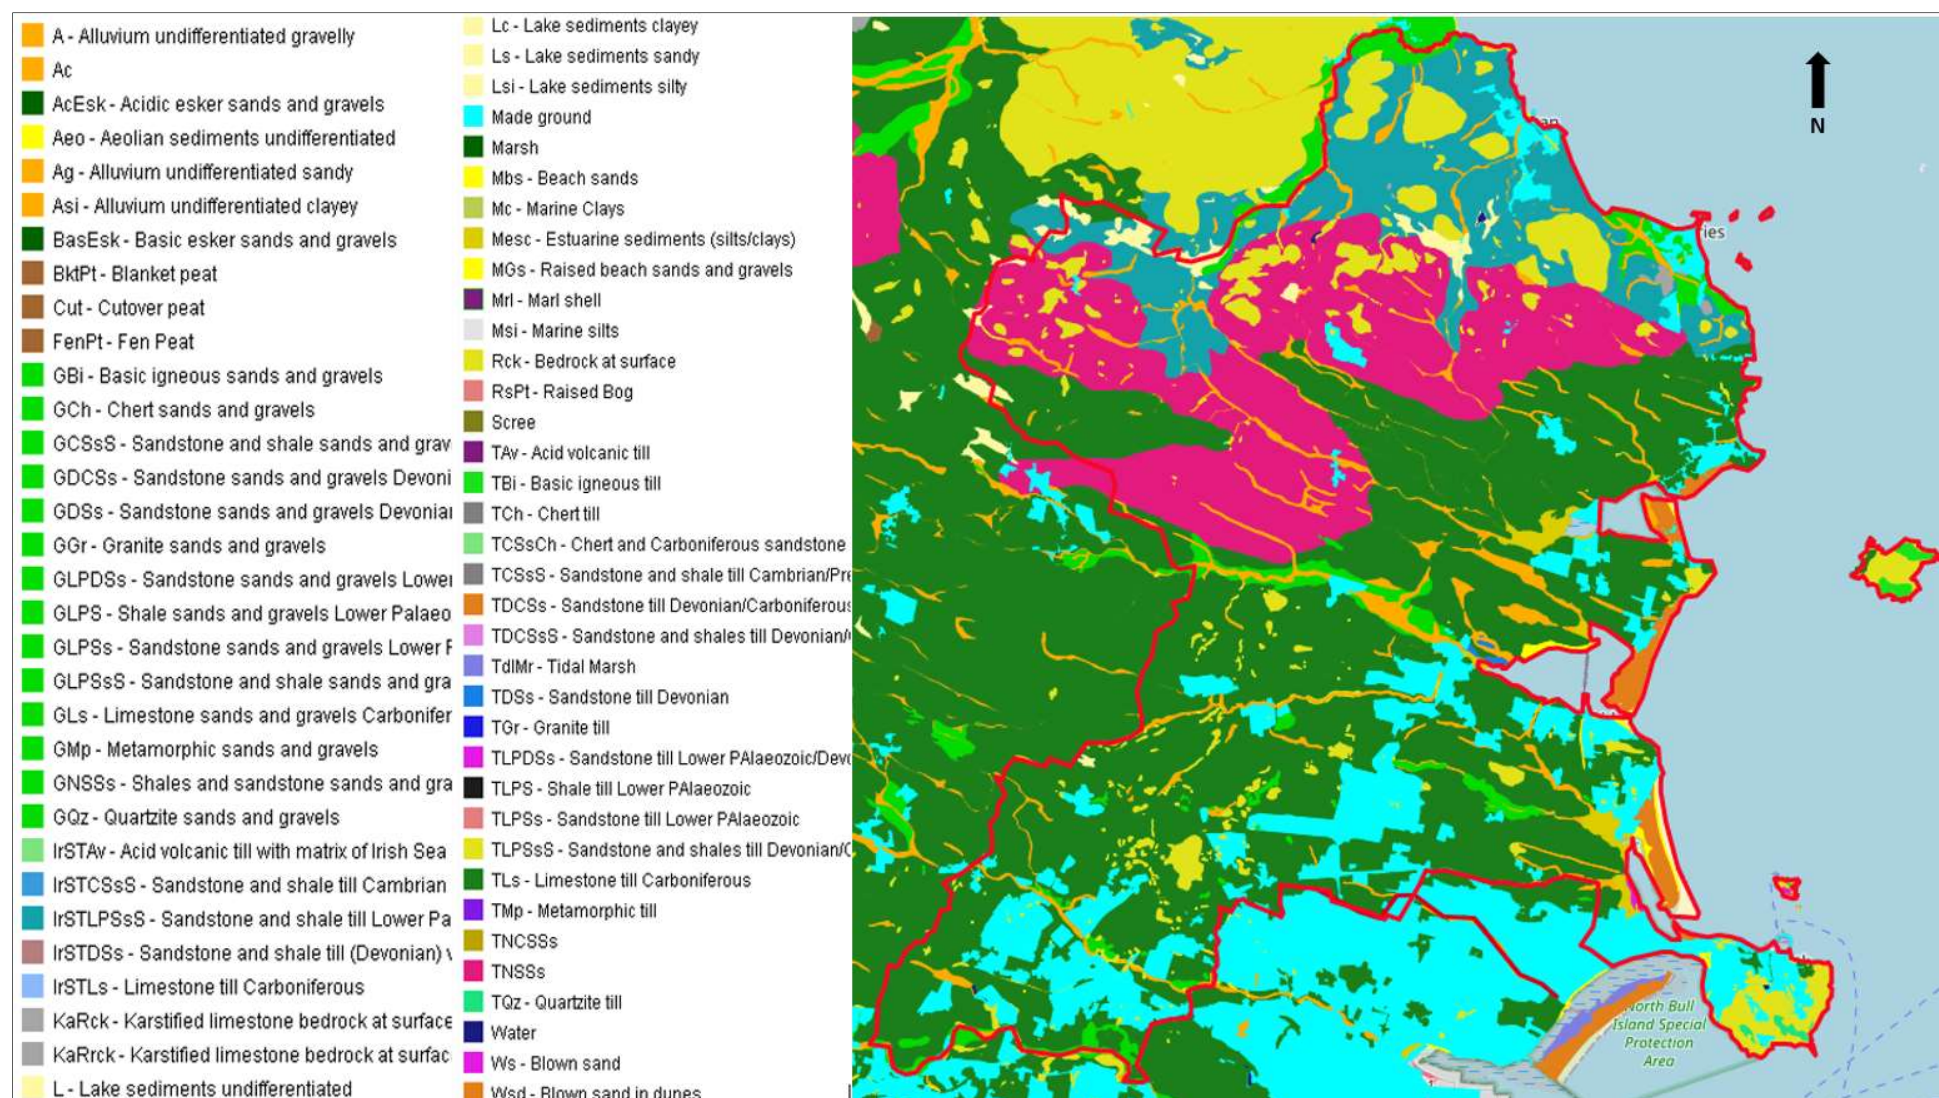 A - Alluvium undifferentiated gravelly
Ac
AcEsk - Acidic esker sands and gravels
Aeo - Aeolian sediments undifferentiated
Ag - Alluvium undifferentiated sandy
Asi - Alluvium undifferentiated clayey
BasEsk - Basic esker sands and gravels
BktPt - Blanket peat
Cut - Cutover peat
FenPt - Fen Peat
GBi - Basic igneous sands and gravels
GCh - Chert sands and gravels
GCSsS - Sandstone and shale sands and grav
GDCSs - Sandstone sands and gravels Devoni
GDSs - Sandstone sands and gravels Devonia
GGr - Granite sands and gravels
GLPDSs - Sandstone sands and gravels Lower
GLPS - Shale sands and gravels Lower Palaeo
GLPSs - Sandstone sands and gravels Lower P
GLPSsS - Sandstone and shale sands and gra
GLs - Limestone sands and gravels Carbonifer
GMp - Metamorphic sands and gravels
GNSSs - Shales and sandstone sands and gra
GQz - Quartzite sands and gravels
IrSTAv - Acid volcanic till with matrix of Irish Sea
IrSTCSsS - Sandstone and shale till Cambrian
IrSTLPSsS - Sandstone and shale till Lower Pa
IrSTDSs - Sandstone and shale till (Devonian) v
IrSTLs - Limestone till Carboniferous
KaRck - Karstified limestone bedrock at surface
KaRrck - Karstified limestone bedrock at surfac
L - Lake sediments undifferentiated
Lc - Lake sediments clayey
Ls - Lake sediments sandy
Lsi - Lake sediments silty
Made ground
Marsh
Mbs - Beach sands
Mc - Marine Clays
Mesc - Estuarine sediments (silts/clays)
MGs - Raised beach sands and gravels
Mrl - Marl shell
Msi - Marine silts
Rck - Bedrock at surface
RsPt - Raised Bog
Scree
TAv - Acid volcanic till
TBi - Basic igneous till
TCh - Chert till
TCSsCh - Chert and Carboniferous sandstone
TCSsS - Sandstone and shale till Cambrian/Pre
TDCSs - Sandstone till Devonian/Carboniferous
TDCSsS - Sandstone and shales till Devonian/
TdlMr - Tidal Marsh
TDSs - Sandstone till Devonian
TGr - Granite till
TLPDSs - Sandstone till Lower PAlaeozoic/Devo
TLPS - Shale till Lower PAlaeozoic
TLPSs - Sandstone till Lower PAlaeozoic
TLPSsS - Sandstone and shales till Devonian/C
TLs - Limestone till Carboniferous
TMp - Metamorphic till
TNCSSs
TNSSs
TQz - Quartzite till
Water
Ws - Blown sand
Wsd - Blown sand in dunes
N
an
ies
North Bull
Island Special
Protection
Area